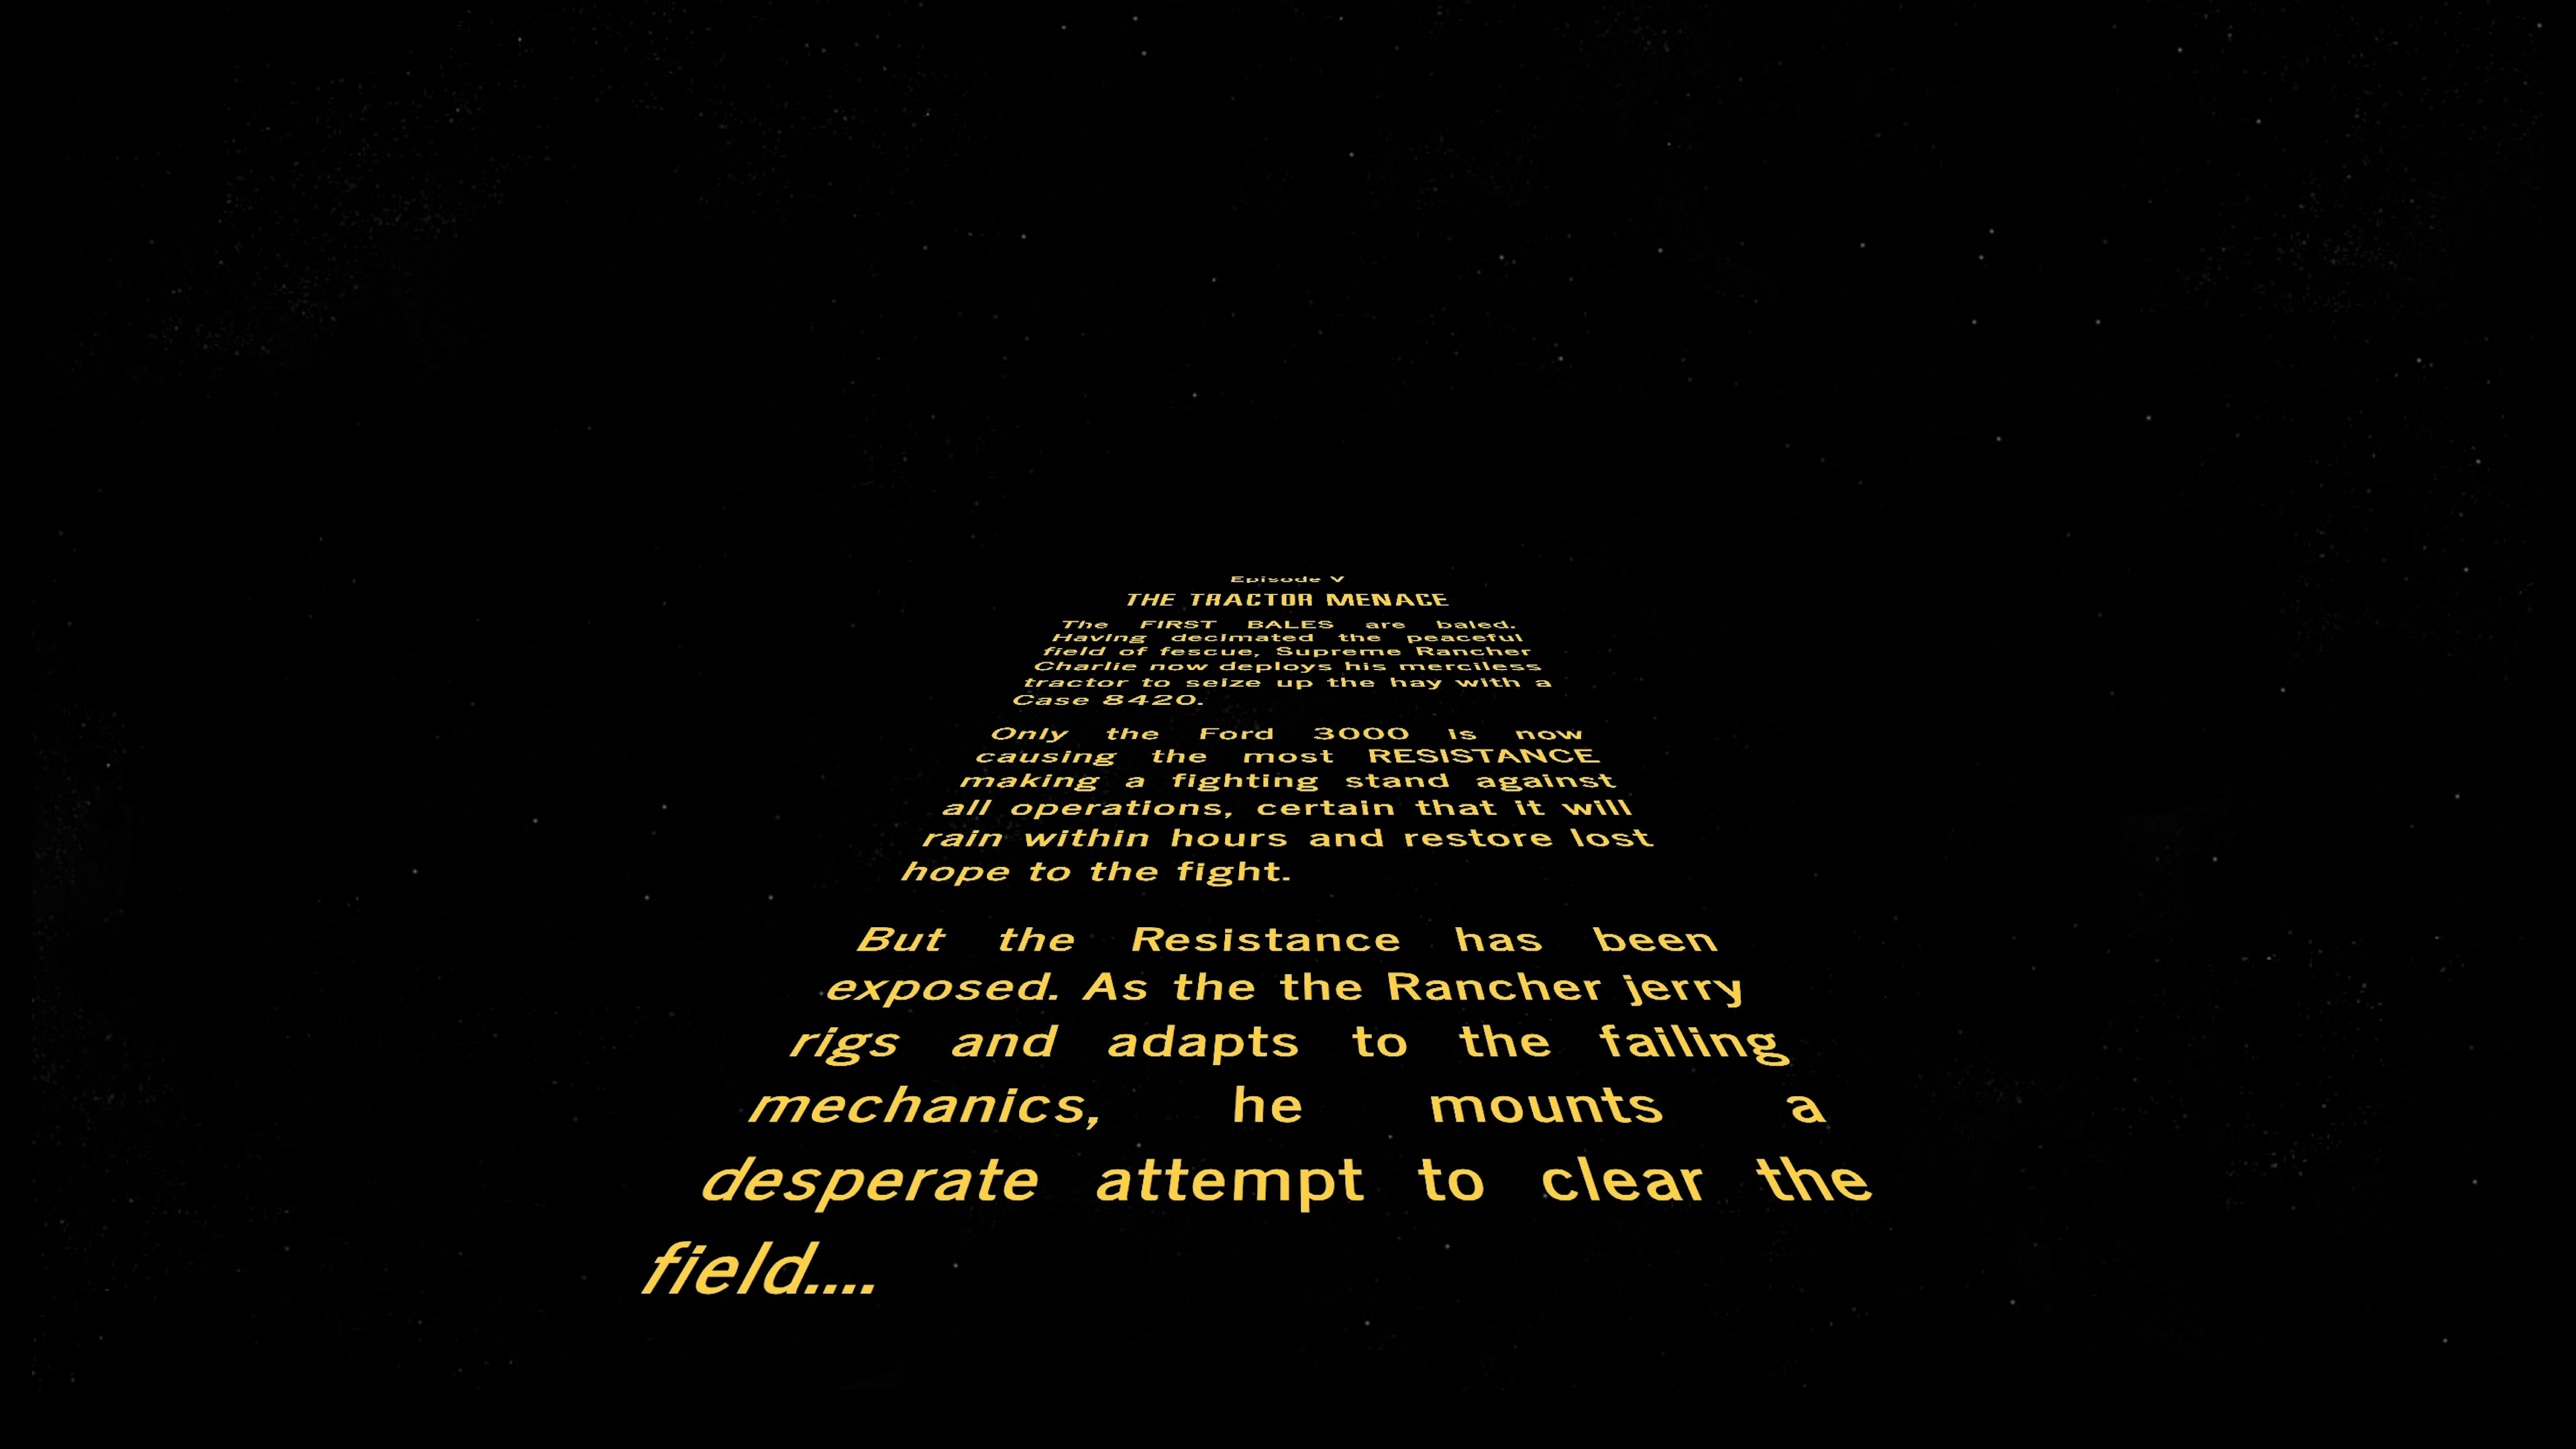 Episode V
THE TRACTOR MENACE
The FIRST BALES are baled.
Having decimated the peaceful
field of fescue, Supreme Rancher
Charlie now deploys his merciless
tractor to seize up the hay with a
Case 8420.
Only the Ford 3000 is now
causing the most RESISTANCE
making a fighting stand against
all operations, certain that it will
rain within hours and restore lost
hope to the fight.
But the Resistance has been
exposed. As the the Rancher jerry
rigs and adapts to the failing
mechanics, he mounts a
desperate attempt to clear the
field....